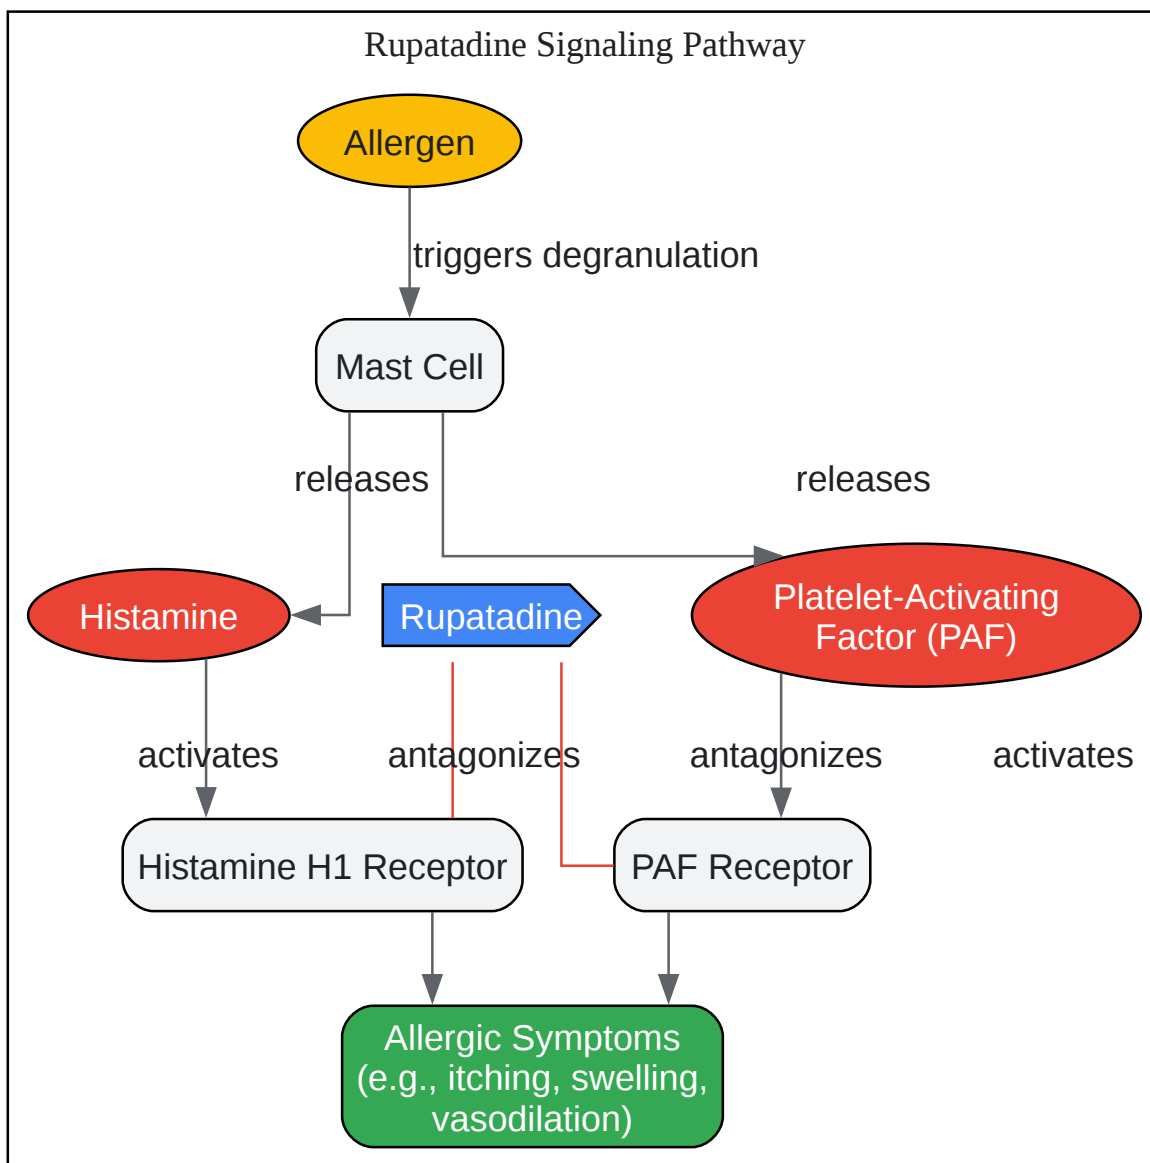 Rupatadine Signaling Pathway
Allergen
triggers degranulation
Mast Cell
releases
releases
Histamine
Rupatadine
Platelet-Activating
Factor (PAF)
activates
antagonizes
antagonizes
activates
Histamine H1 Receptor
PAF Receptor
Allergic Symptoms
(e.g., itching, swelling,
vasodilation)